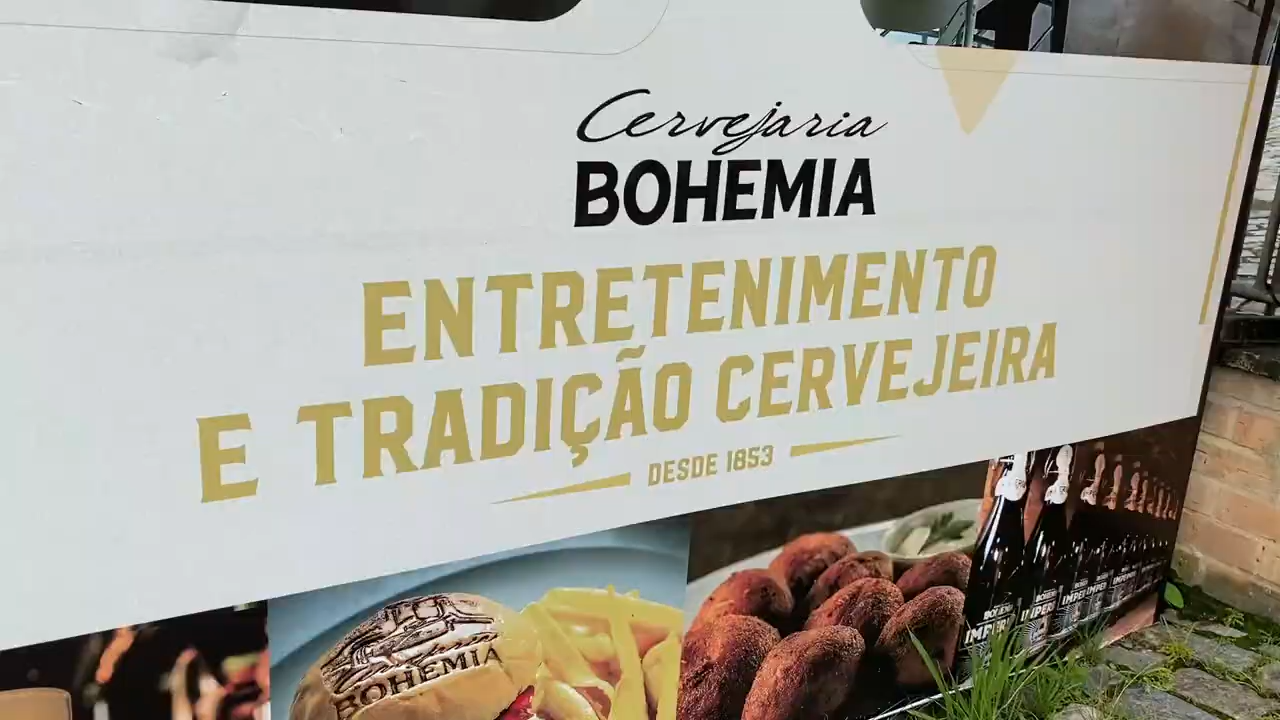 Cervejaria
BOHEMIA
ENTRETENIMENTO
E TRADIÇÃO CERVEJEIRA
DESDE 1853
BOHEMIA